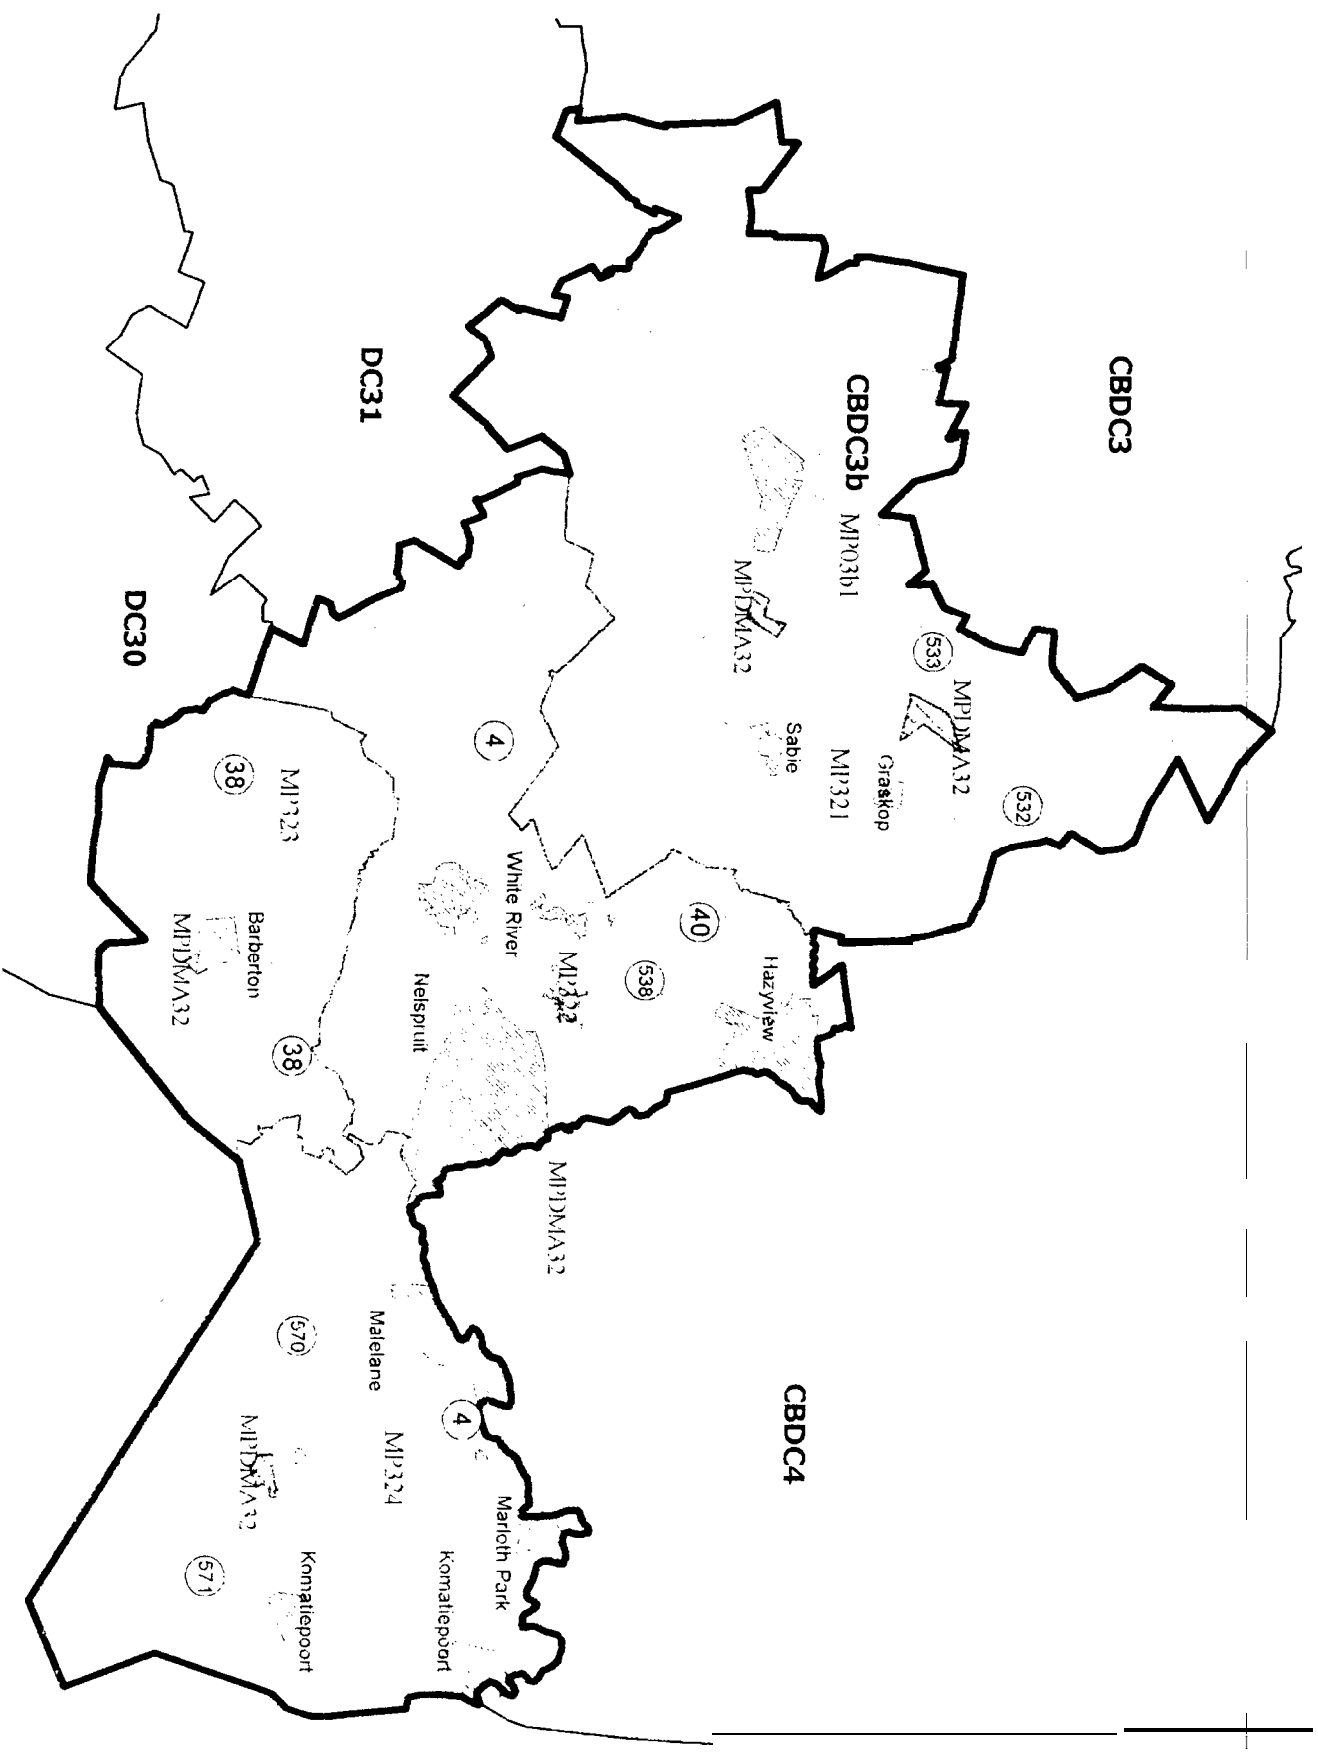 CBDC3
CBDC3b
MP03b1
533
MPDMA32
532
MPDMA32
Graskop
MP321
Sabie
DC31
CBDC4
Hazyview
40
538
4
MP322
White River
MPDMA32
Nelspruit
DC30
38
MP323
38
Barberton
MPDMA32
Marloth Park
4
Komatiepoort
MP324
Malelane
570
Komatiepoort
MPDMA32
571